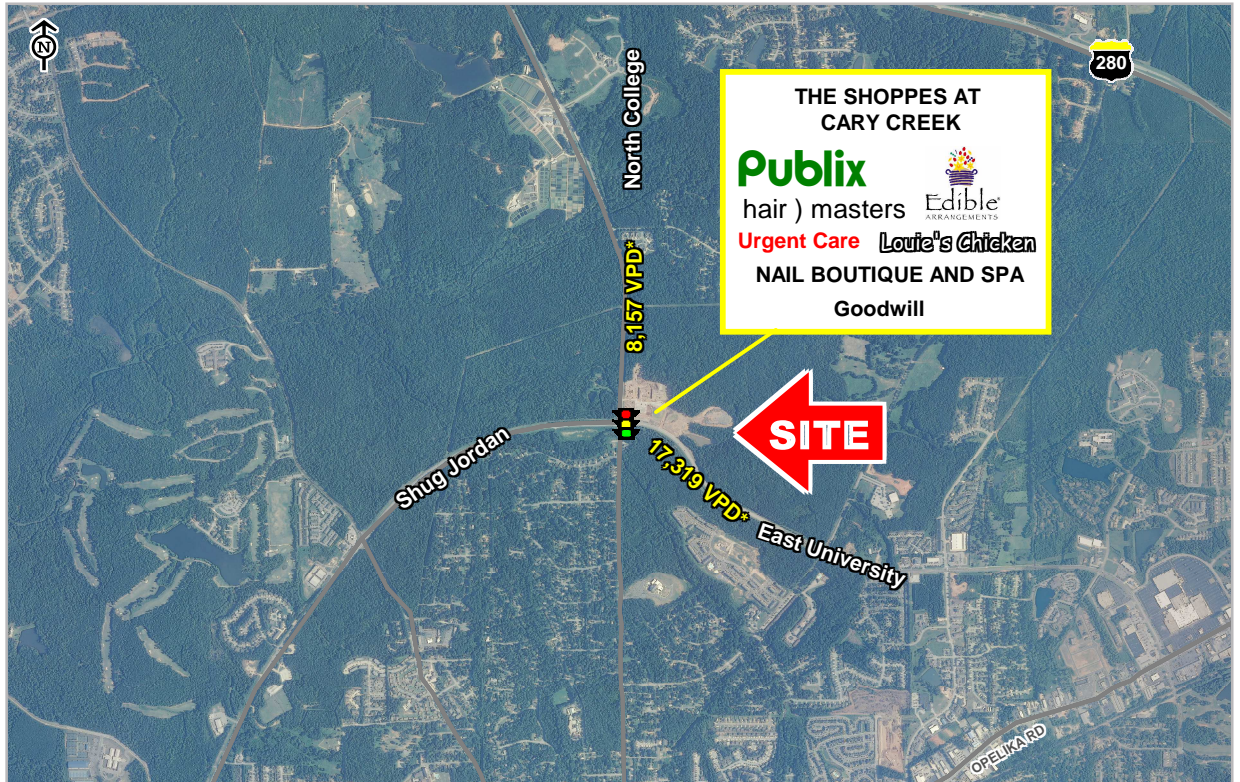 N
280
North College
THE SHOPPES AT
CARY CREEK
Publix
Edible®
ARRANGEMENTS
hair ) masters
Urgent Care
Louie's Chicken
NAIL BOUTIQUE AND SPA
Goodwill
8,157 VPD*
SITE
Shug Jordan
17,319 VPD*
East University
OPELIKA RD